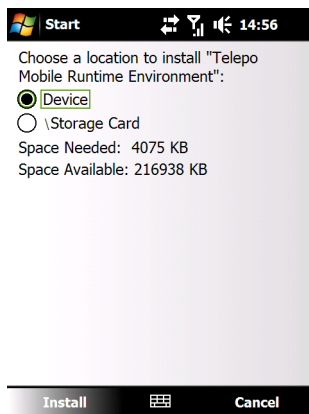 Start 14:56
Choose a location to install "Telepo
Mobile Runtime Environment":
Device
\Storage Card
Space Needed: 4075 KB
Space Available: 216938 KB
Install Cancel